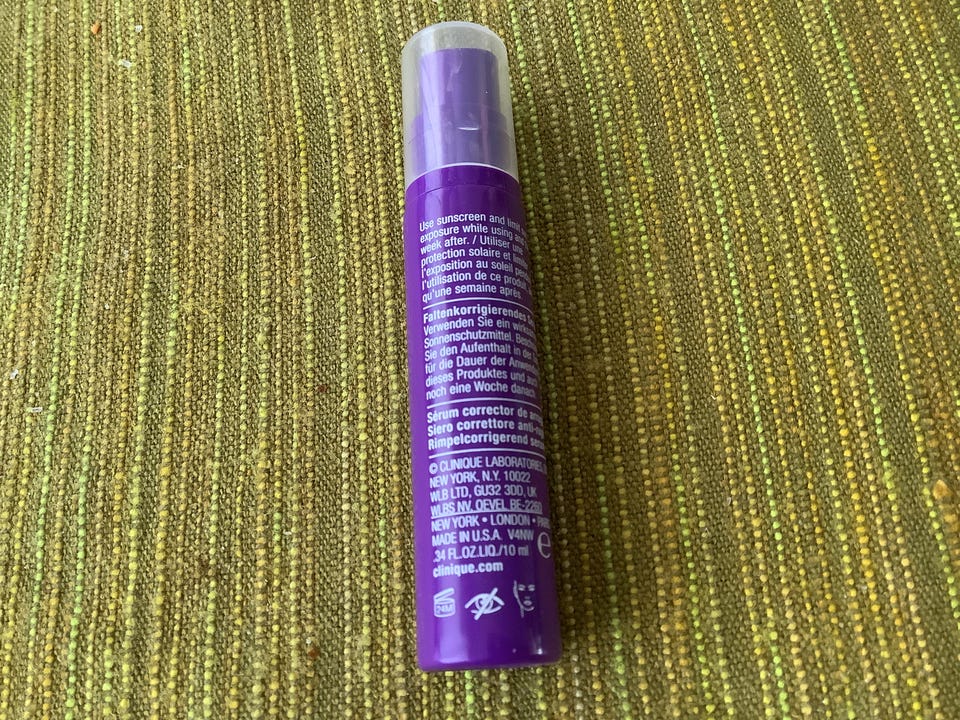 Use sunscreen and limit
exposure while using and
week after. / Utiliser une
protection solaire et
l'exposition au soleil
l'utilisation de ce produit
qu'une semaine après.
Faltenkorrigierendes
Verwenden Sie ein
Sonnenschutzmittel.
Sie den Aufenthalt in der
für die Dauer der
dieses Produktes und auch
noch eine Woche danach.
Sérum corrector de
Siero correttore
Rimpelcorrigerend
© CLINIQUE LABORATORIES,
NEW YORK, N.Y. 10022
WLB LTD, GU32 3DD, UK
WLBS NV, OEVEL BE-2260
NEW YORK • LONDON •
MADE IN U.S.A. V4NW
.34 FL.OZ.LIQ./10 ml e
clinique.com
24M